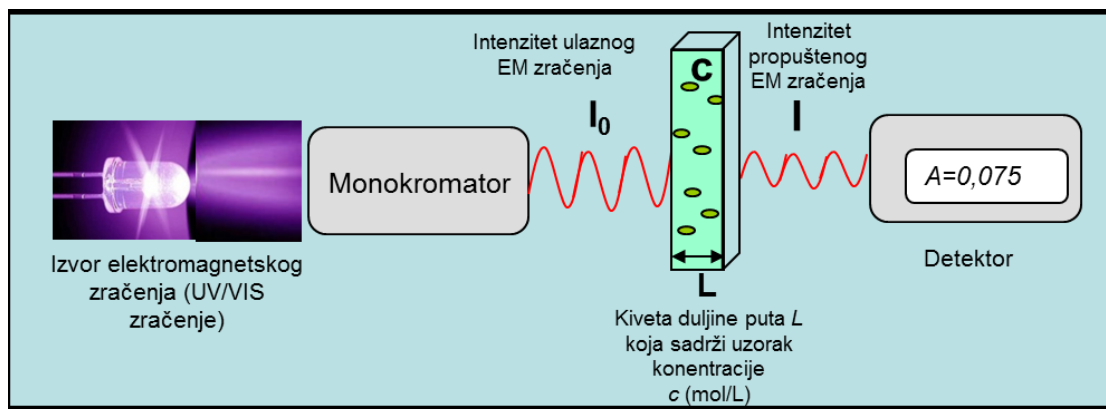 Intenzitet ulaznog
EM zračenja
I₀
Intenzitet
propuštenog
EM zračenja
I
c
Monokromator
A=0,075
Izvor elektromagnetskog
zračenja (UV/VIS
zračenje)
Detektor
L
Kiveta duljine puta L
koja sadrži uzorak
konentracije
c (mol/L)